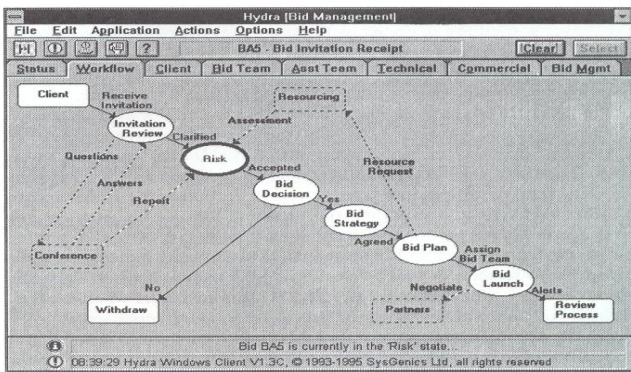 Hydra [Bid Management]
File Edit Application Actions Options Help
? BA5 - Bid Invitation Receipt Clear Select
Status Workflow Client Bid Team Asst Team Technical Commercial Bid Mgmt
Client
Receive
Invitation
Resourcing
Invitation
Review
Clarified
Assessment
Questions
Risk
Answers
Accepted
Resource
Request
Repeit
Bid
Decision
Yes
Bid
Strategy
Agreed
Bid Plan
Assign
Bid Team
Conference
Bid
Launch
No
Negotiate
Alerts
Withdraw
Partners
Review
Process
Bid BA5 is currently in the 'Risk' state...
08:39:29 Hydra Windows Client V1.3C, © 1993-1995 SysGenics Ltd, all rights reserved